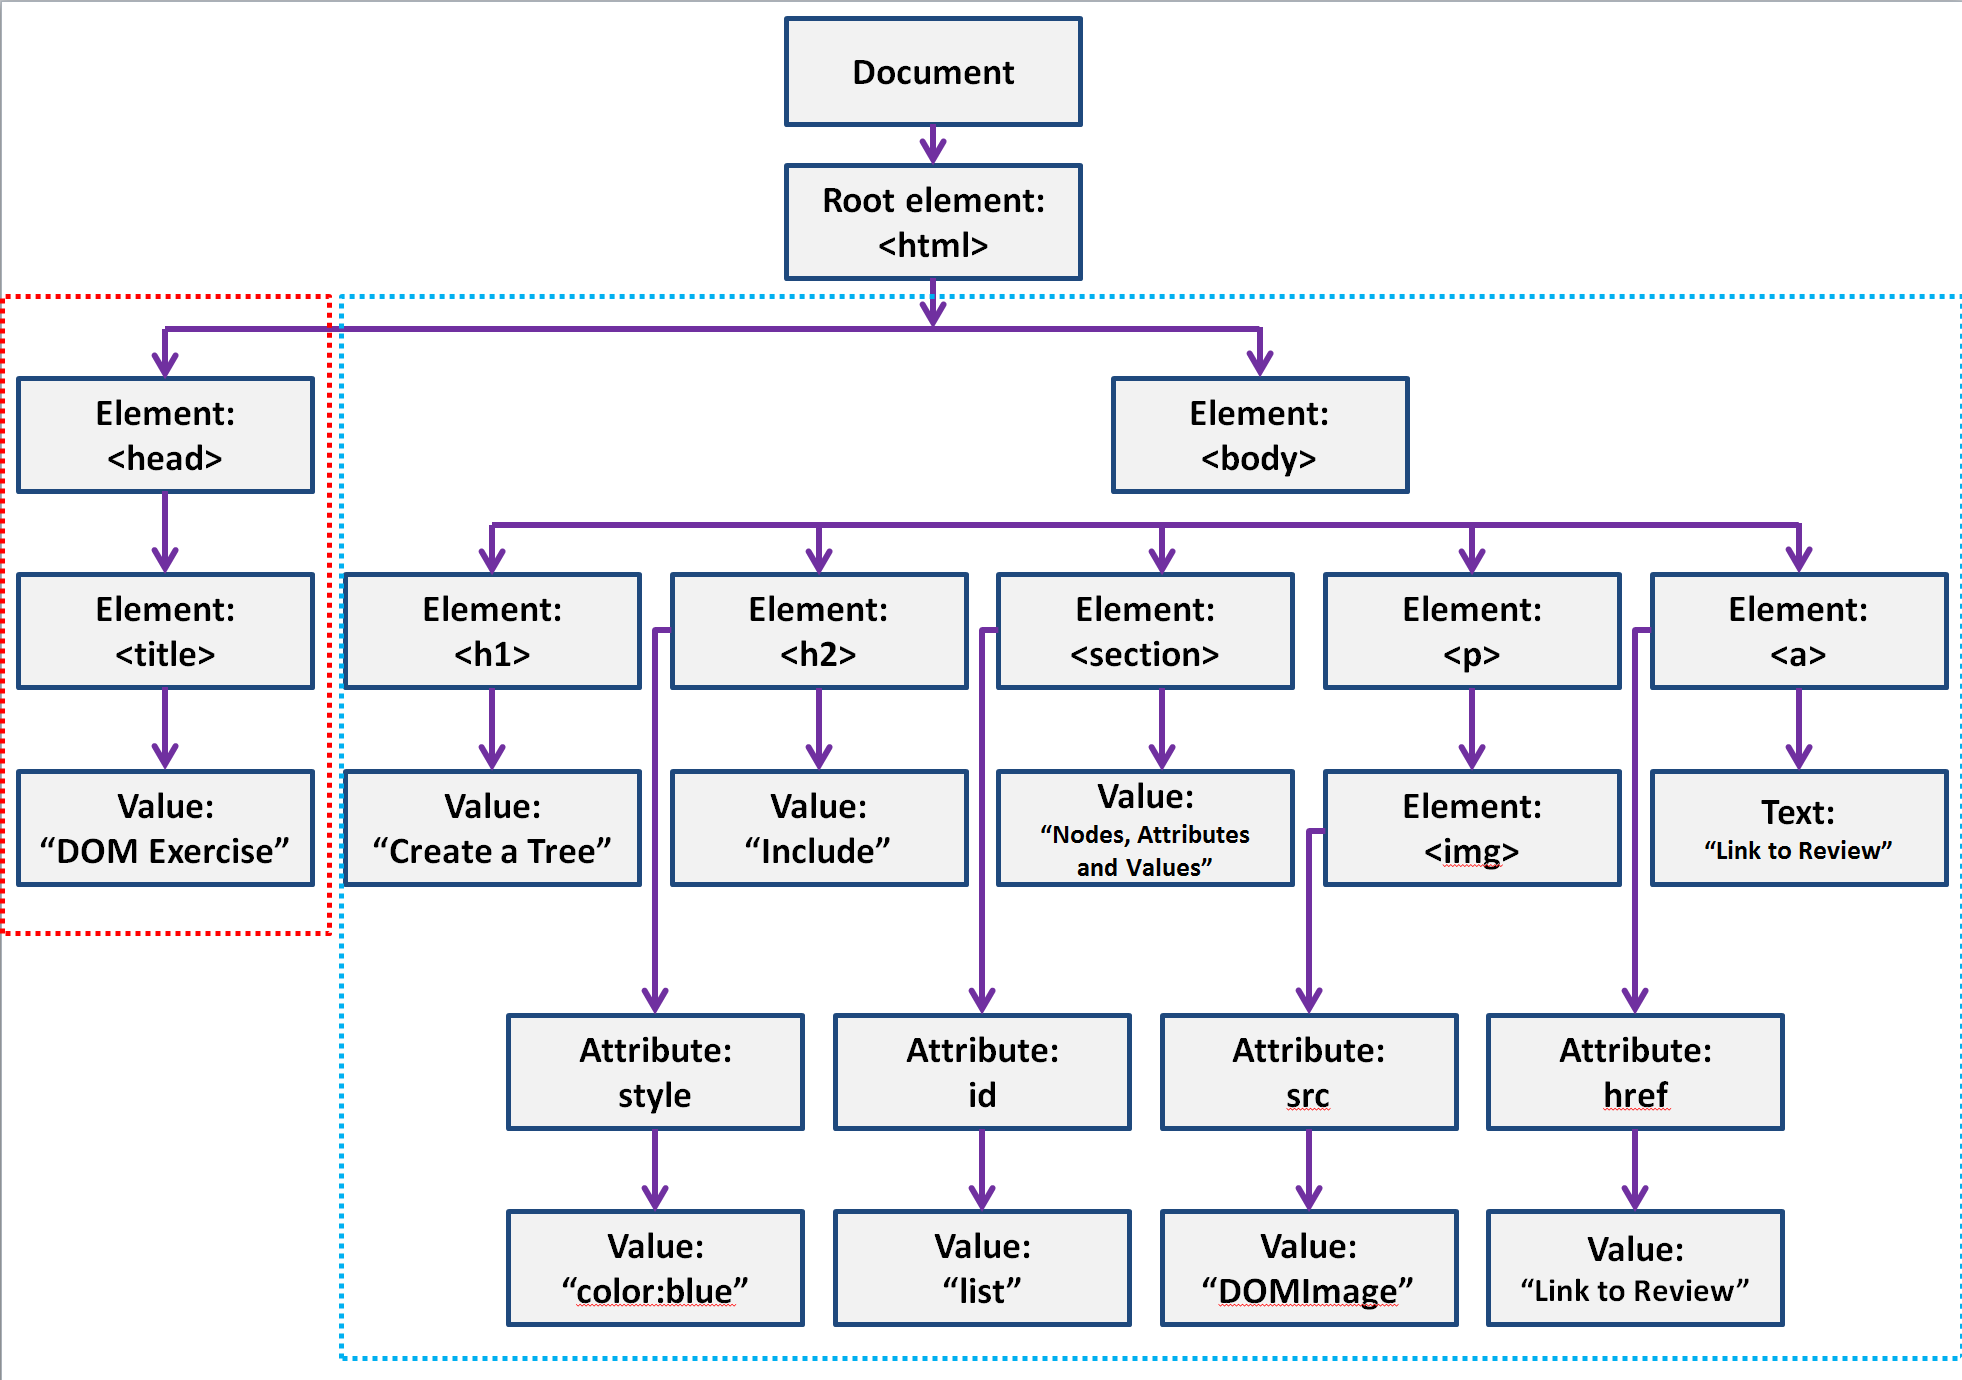 Document
Root element:
<html>
Element:
<head>
Element:
<body>
Element:
<title>
Element:
<h1>
Element:
<h2>
Element:
<section>
Element:
<p>
Element:
<a>
Value:
“DOM Exercise”
Value:
“Create a Tree”
Value:
“Include”
Value:
“Nodes, Attributes
and Values”
Element:
<img>
Text:
“Link to Review”
Attribute:
style
Attribute:
id
Attribute:
src
Attribute:
href
Value:
“color:blue”
Value:
“list”
Value:
“DOMImage”
Value:
“Link to Review”